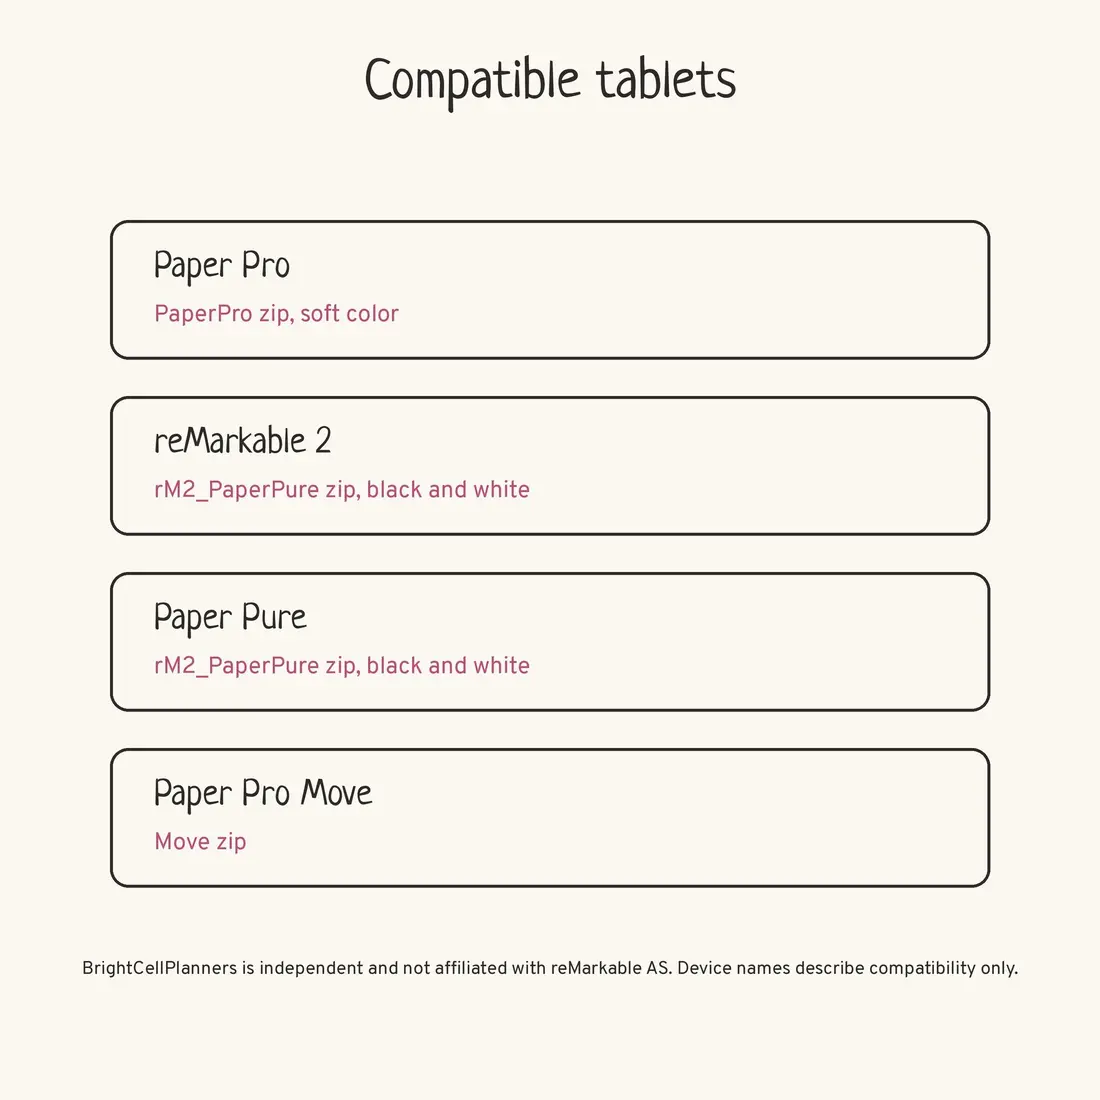 Compatible tablets
Paper Pro
PaperPro zip, soft color
reMarkable 2
rM2_PaperPure zip, black and white
Paper Pure
rM2_PaperPure zip, black and white
Paper Pro Move
Move zip
BrightCellPlanners is independent and not affiliated with reMarkable AS. Device names describe compatibility only.